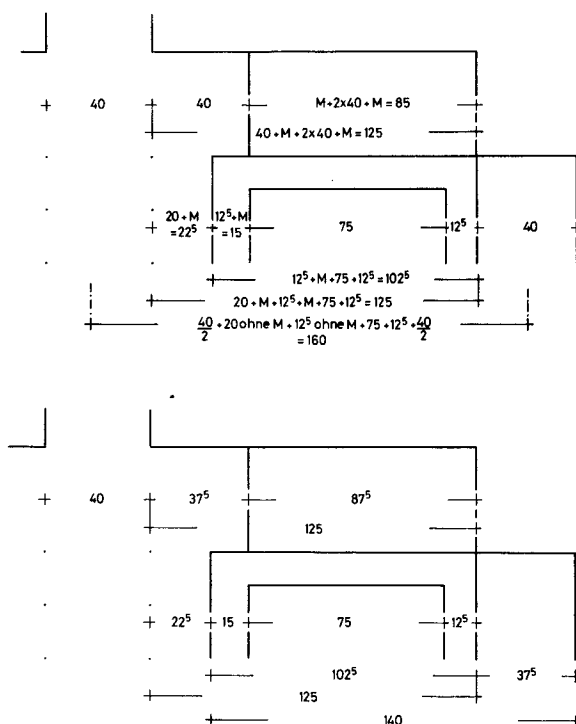 40 40 M+2x40+M=85
40+M+2x40+M=125
20+M 12⁵+M 75 12⁵ 40
=22⁵ =15
12⁵+M+75+12⁵=102⁵
20+M+12⁵+M+75+12⁵=125
40/2 +20 ohne M+12⁵ ohne M+75+12⁵+40/2
=160
40 37⁵ 87⁵
125
22⁵ 15 75 12⁵
102⁵ 37⁵
125
140